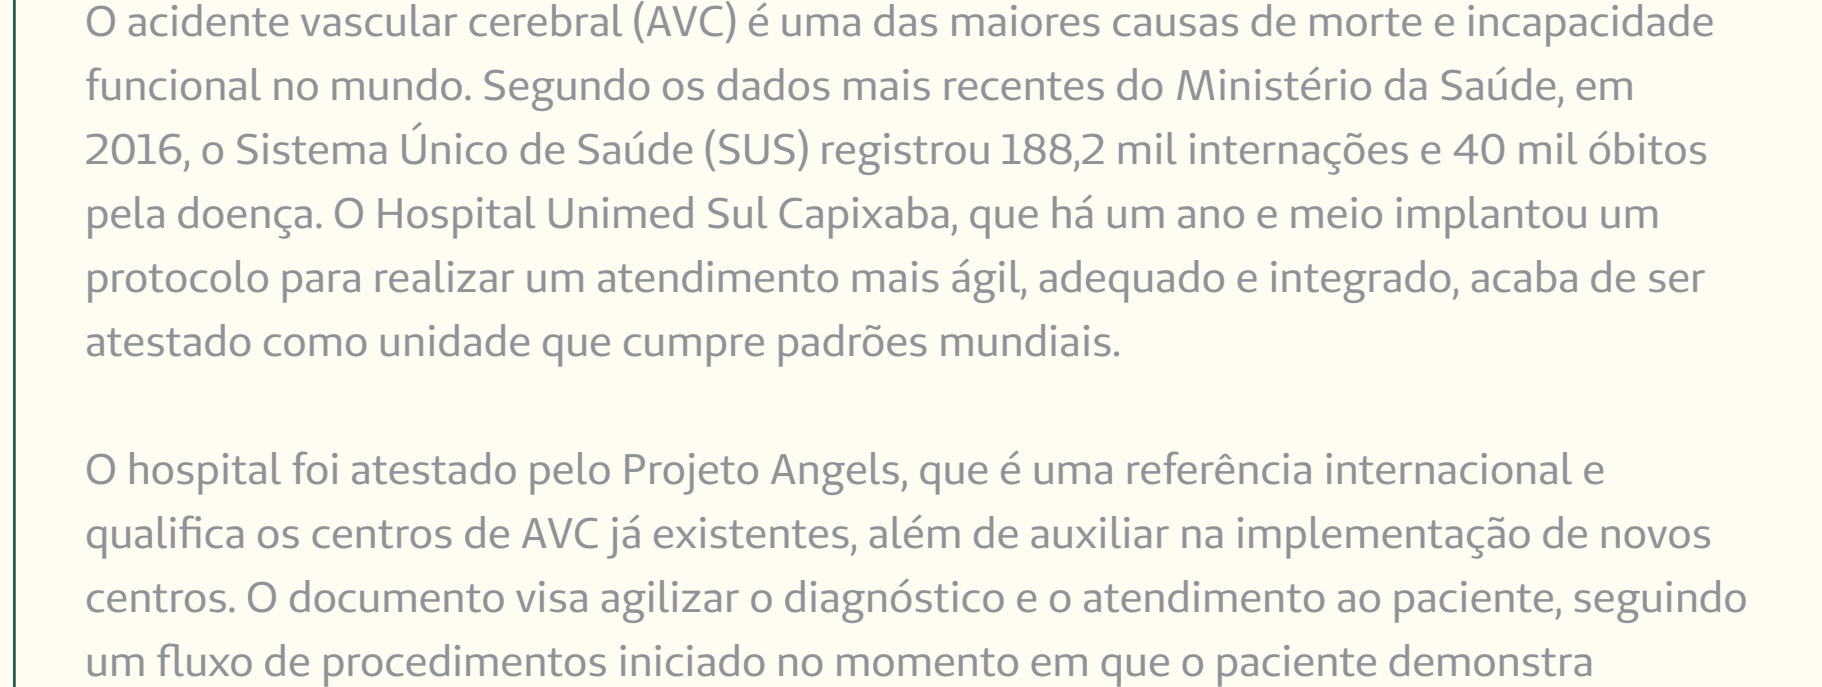 O acidente vascular cerebral (AVC) é uma das maiores causas de morte e incapacidade
funcional no mundo. Segundo os dados mais recentes do Ministério da Saúde, em
2016, o Sistema Único de Saúde (SUS) registrou 188,2 mil internações e 40 mil óbitos
pela doença. O Hospital Unimed Sul Capixaba, que há um ano e meio implantou um
protocolo para realizar um atendimento mais ágil, adequado e integrado, acaba de ser
atestado como unidade que cumpre padrões mundiais.
O hospital foi atestado pelo Projeto Angels, que é uma referência internacional e
qualifica os centros de AVC já existentes, além de auxiliar na implementação de novos
centros. O documento visa agilizar o diagnóstico e o atendimento ao paciente, seguindo
um fluxo de procedimentos iniciado no momento em que o paciente demonstra